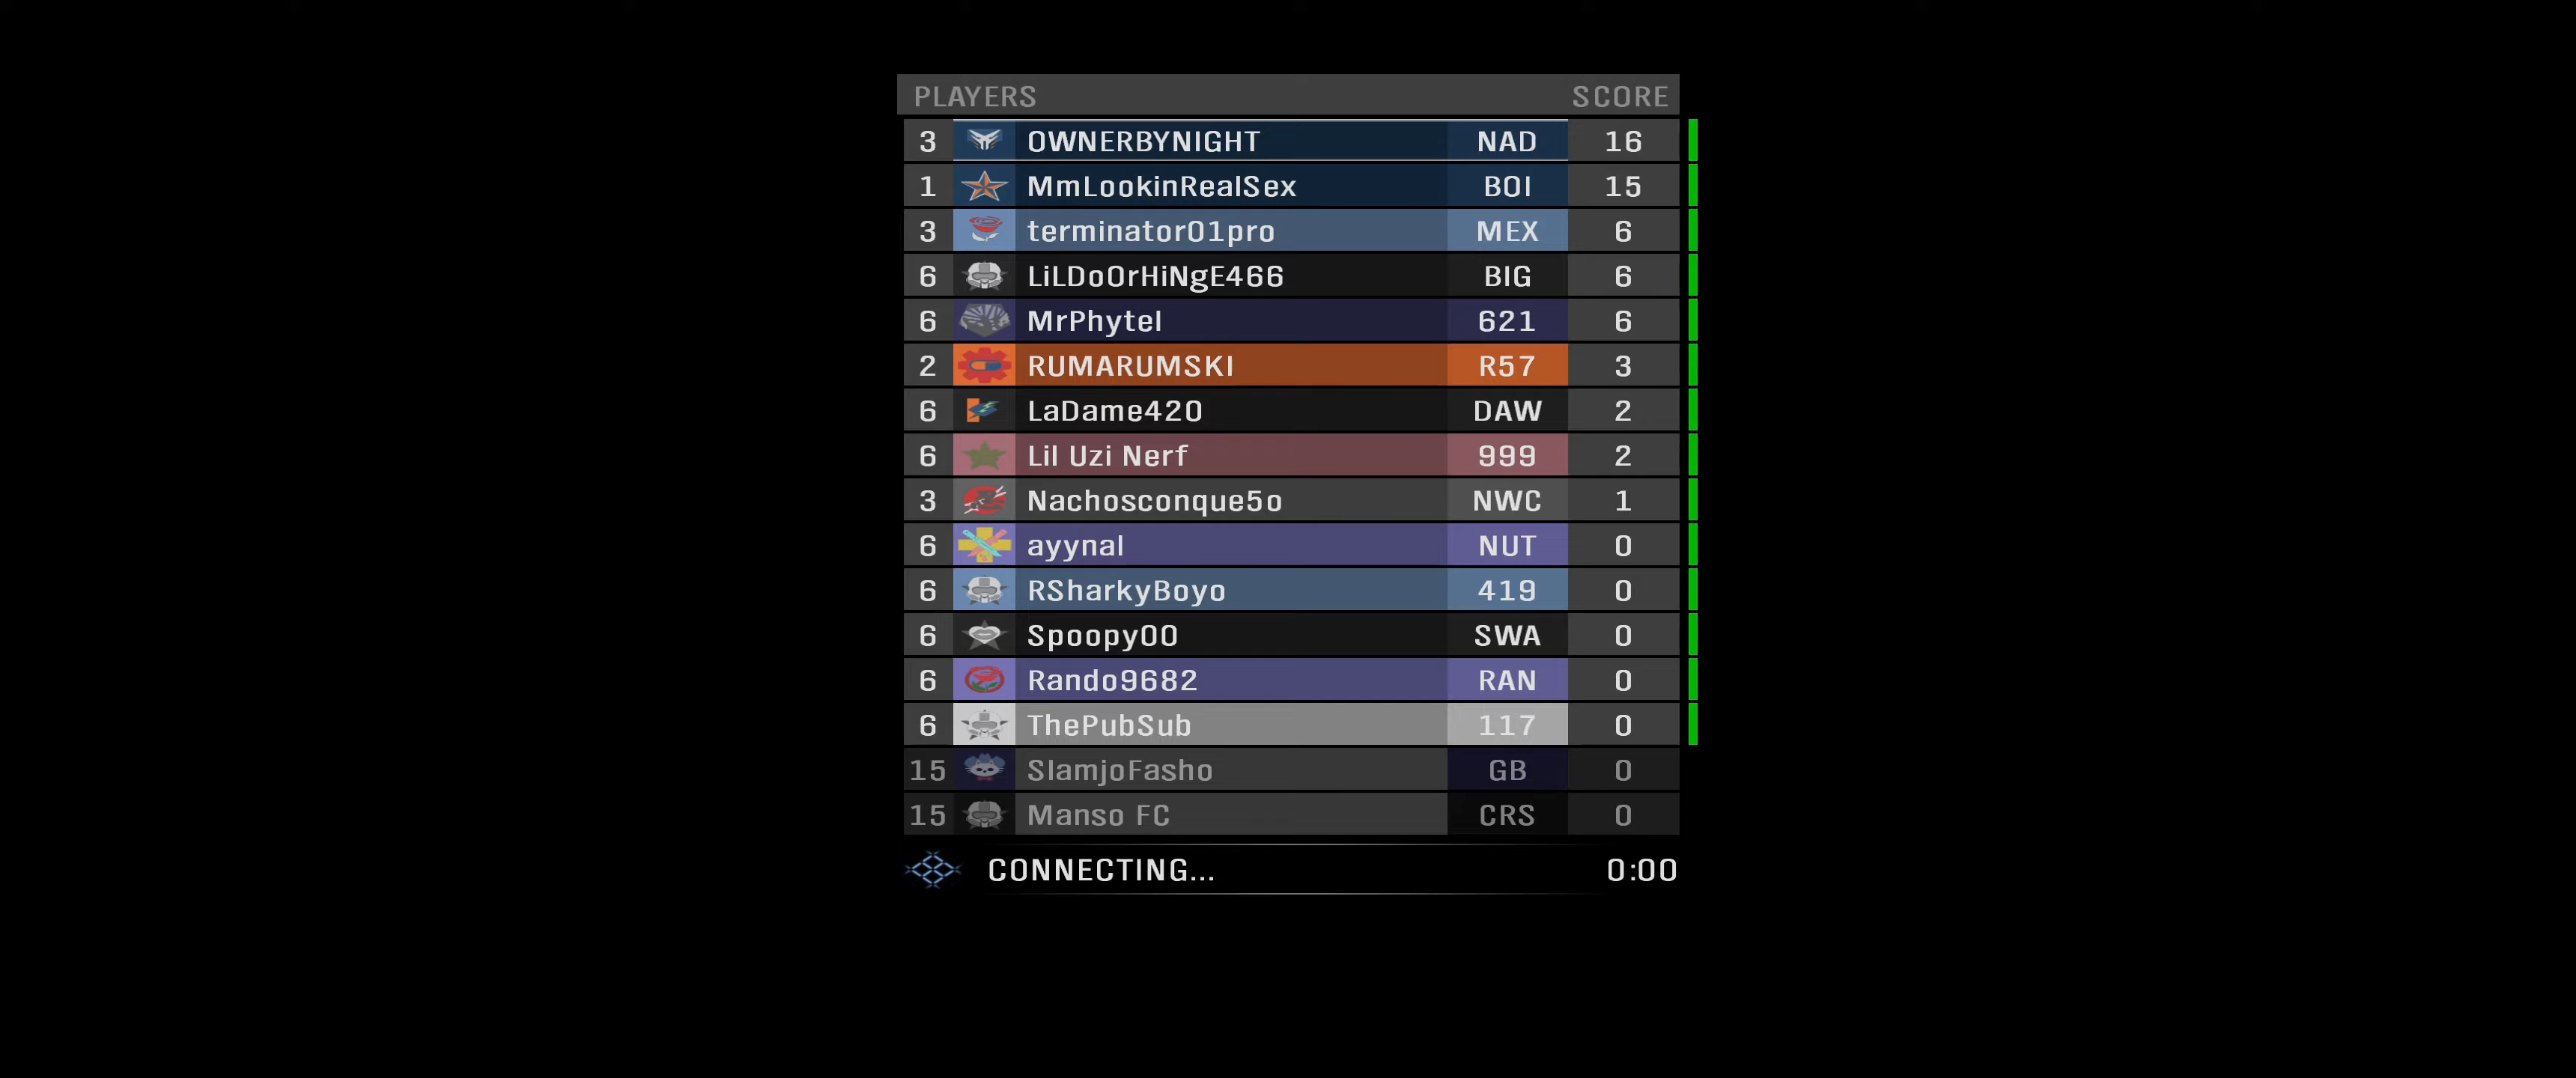 PLAYERS SCORE
3 OWNERBYNIGHT NAD 16
1 MmLookinRealSex BOI 15
3 terminator01pro MEX 6
6 LiLDoOrHiNgE466 BIG 6
6 MrPhytel 621 6
2 RUMARUMSKI R57 3
6 LaDame420 DAW 2
6 Lil Uzi Nerf 999 2
3 Nachosconque5o NWC 1
6 ayynal NUT 0
6 RSharkyBoyo 419 0
6 Spoopy00 SWA 0
6 Rando9682 RAN 0
6 ThePubSub 117 0
15 SlamjoFasho GB 0
15 Manso FC CRS 0
CONNECTING... 0:00